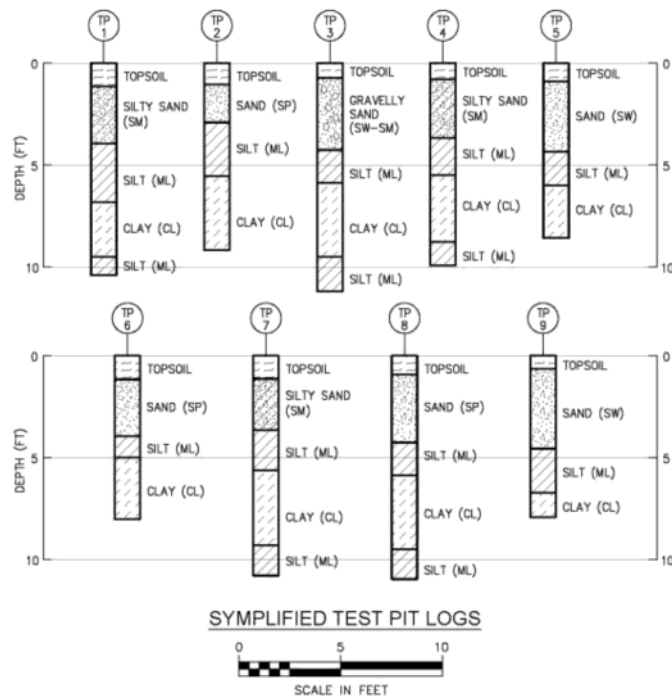 TP 1
TP 2
TP 3
TP 4
TP 5
DEPTH (FT)
0
5
10
TOPSOIL
SILTY SAND
(SM)
SILT (ML)
CLAY (CL)
SILT (ML)
TOPSOIL
SAND (SP)
SILT (ML)
CLAY (CL)
TOPSOIL
GRAVELLY
SAND
(SW-SM)
SILT (ML)
CLAY (CL)
SILT (ML)
TOPSOIL
SILTY SAND
(SM)
SILT (ML)
CLAY (CL)
SILT (ML)
TOPSOIL
SAND (SW)
SILT (ML)
CLAY (CL)
0
5
10
TP 6
TP 7
TP 8
TP 9
DEPTH (FT)
0
5
10
TOPSOIL
SAND (SP)
SILT (ML)
CLAY (CL)
TOPSOIL
SILTY SAND
(SM)
SILT (ML)
CLAY (CL)
SILT (ML)
TOPSOIL
SAND (SP)
SILT (ML)
CLAY (CL)
SILT (ML)
TOPSOIL
SAND (SW)
SILT (ML)
CLAY (CL)
0
5
10
SYMPLIFIED TEST PIT LOGS
0 5 10
SCALE IN FEET